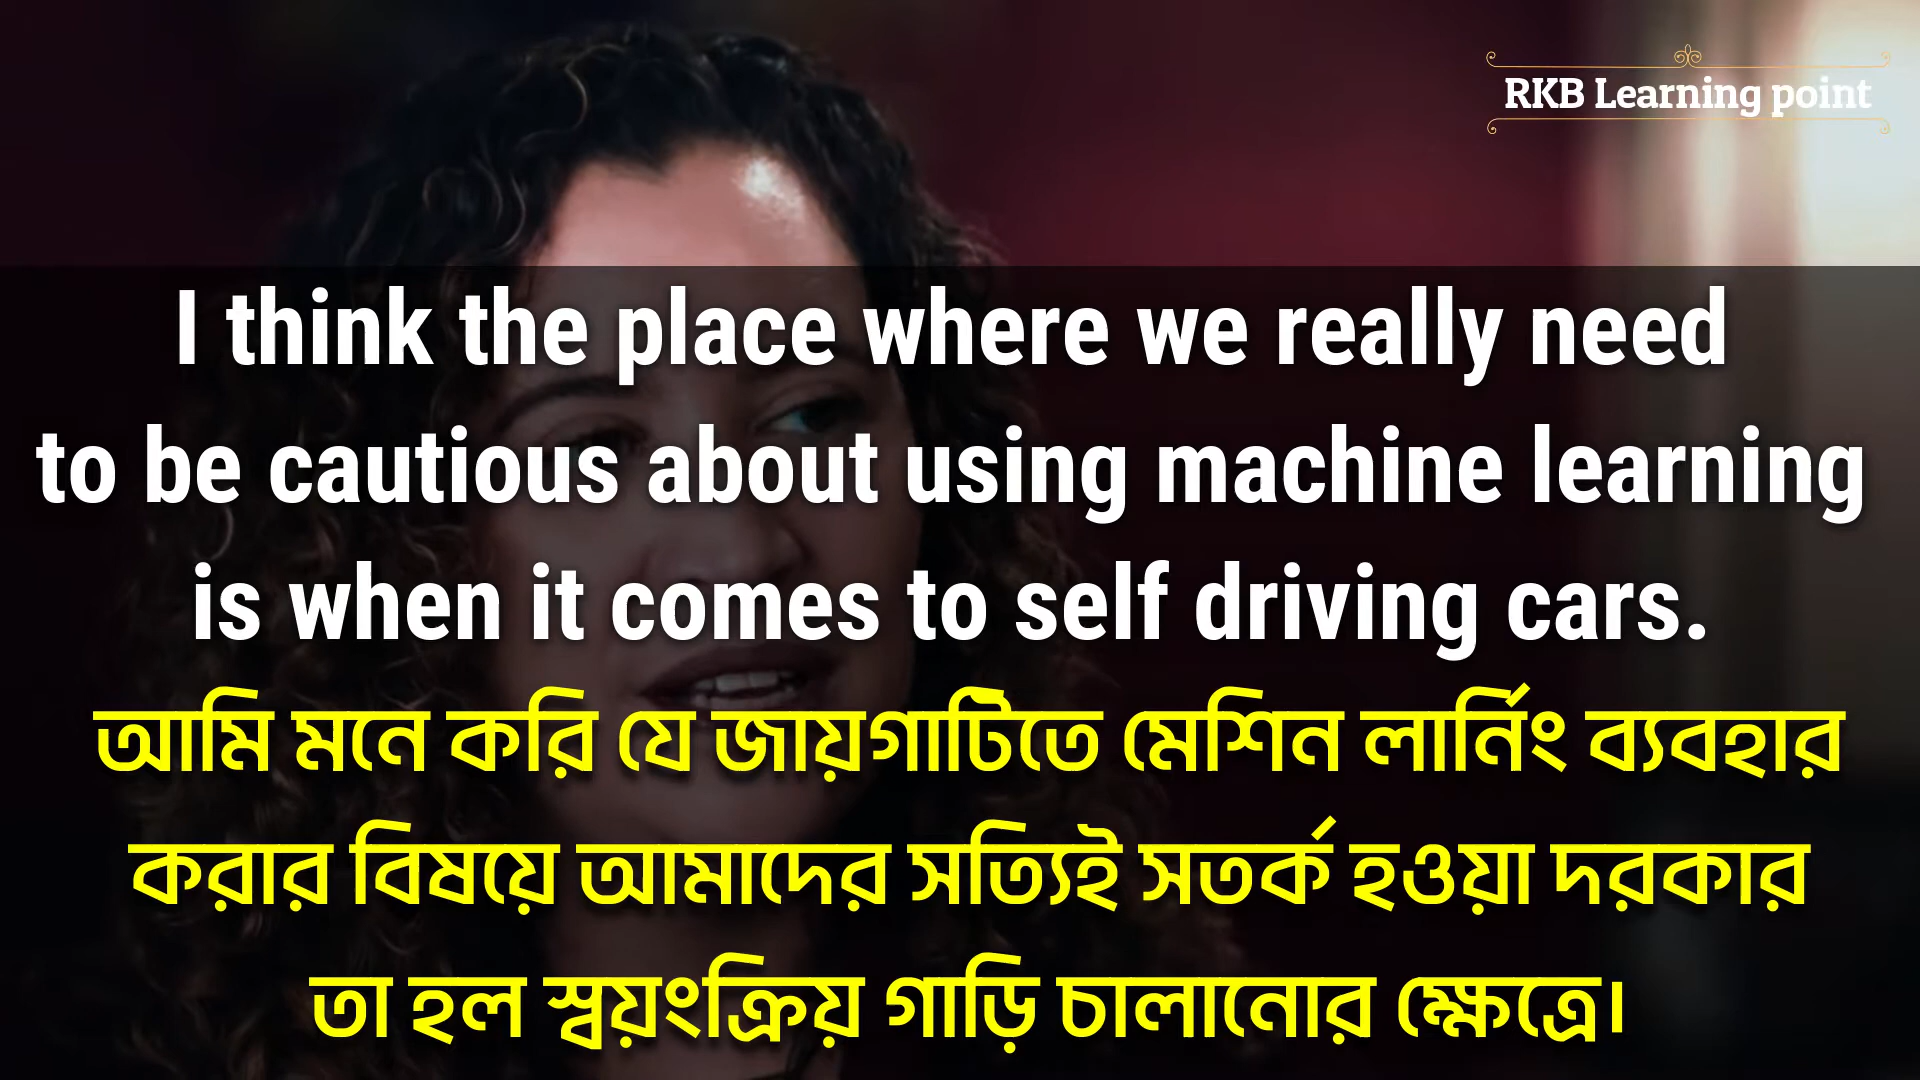 RKB Learning point
I think the place where we really need
to be cautious about using machine learning
is when it comes to self driving cars.
আমি মনে করি যে জায়গাটিতে মেশিন লার্নিং ব্যবহার
করার বিষয়ে আমাদের সত্যিই সতর্ক হওয়া দরকার
তা হল স্বয়ংক্রিয় গাড়ি চালানোর ক্ষেত্রে।